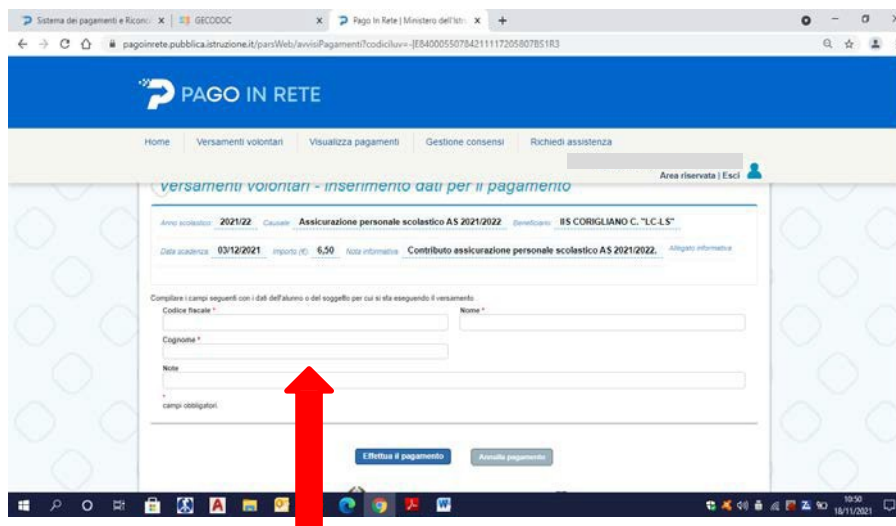 Sistema dei pagamenti e Riconci
GECODOC
Pago In Rete | Ministero dell'Istru
pagoinrete.pubblica.istruzione.it/parsWeb/avvisiPagamenti?codiceIuv=
PAGO IN RETE
Home Versamenti volontari Visualizza pagamenti Gestione consensi Richiedi assistenza
Area riservata | Esci
Versamenti volontari - Inserimento dati per il pagamento
Anno scolastico: 2021/22 Causale: Assicurazione personale scolastico AS 2021/2022 Beneficiario: IIS CORIGLIANO C. "LC-LS"
Data scadenza: 03/12/2021 Importo (€): 6,50 Nota informativa: Contributo assicurazione personale scolastico AS 2021/2022. Allegato informativa
Compilare i campi seguenti con i dati dell'alunno o del soggetto per cui si sta eseguendo il versamento.
Codice fiscale * Nome *
Cognome *
Note
*
campi obbligatori.
Effettua il pagamento Annulla pagamento
10:50
18/11/2021